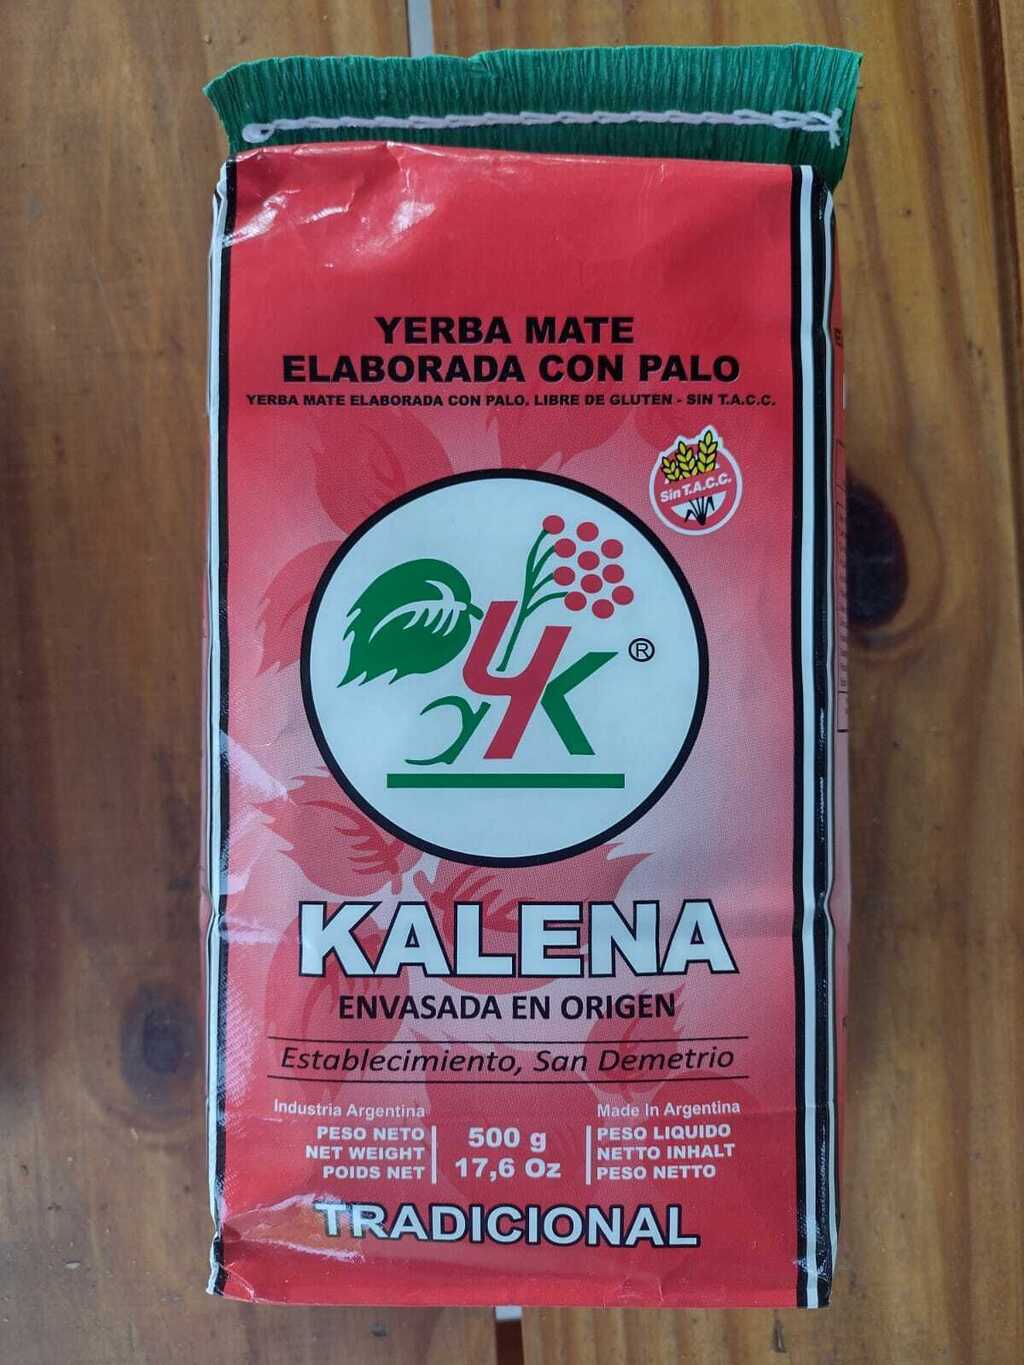 YERBA MATE
ELABORADA CON PALO
YERBA MATE ELABORADA CON PALO. LIBRE DE GLUTEN - SIN T.A.C.C.
Sin T.A.C.C.
YK®
KALENA
ENVASADA EN ORIGEN
Establecimiento, San Demetrio
Industria Argentina
PESO NETO
NET WEIGHT
POIDS NET
500 g
17,6 Oz
Made In Argentina
PESO LIQUIDO
NETTO INHALT
PESO NETTO
TRADICIONAL